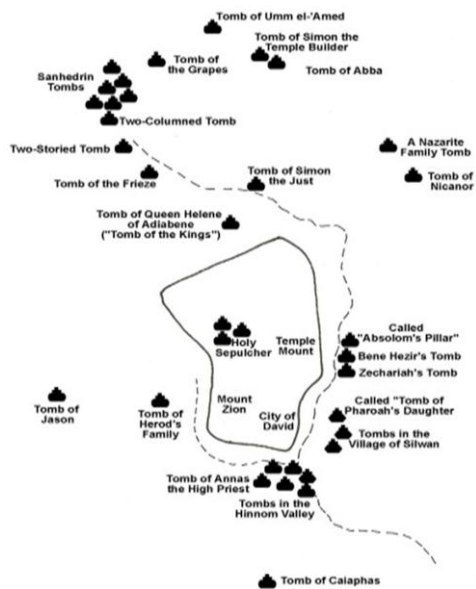 Tomb of Umm el-'Amed
Tomb of Simon the
Temple Builder
Tomb of
the Grapes
Tomb of Abba
Sanhedrin
Tombs
Two-Columned Tomb
Two-Storied Tomb
A Nazarite
Family Tomb
Tomb of the Frieze
Tomb of Simon
the Just
Tomb of
Nicanor
Tomb of Queen Helene
of Adiabene
("Tomb of the Kings")
Called
"Absolom's Pillar"
Holy
Sepulcher
Temple
Mount
Bene Hezir's Tomb
Zechariah's Tomb
Tomb of
Jason
Tomb of
Herod's
Family
Mount
Zion
City of
David
Called "Tomb of
Pharoah's Daughter
Tombs in the
Village of Silwan
Tomb of Annas
the High Priest
Tombs in the
Hinnom Valley
Tomb of Caiaphas